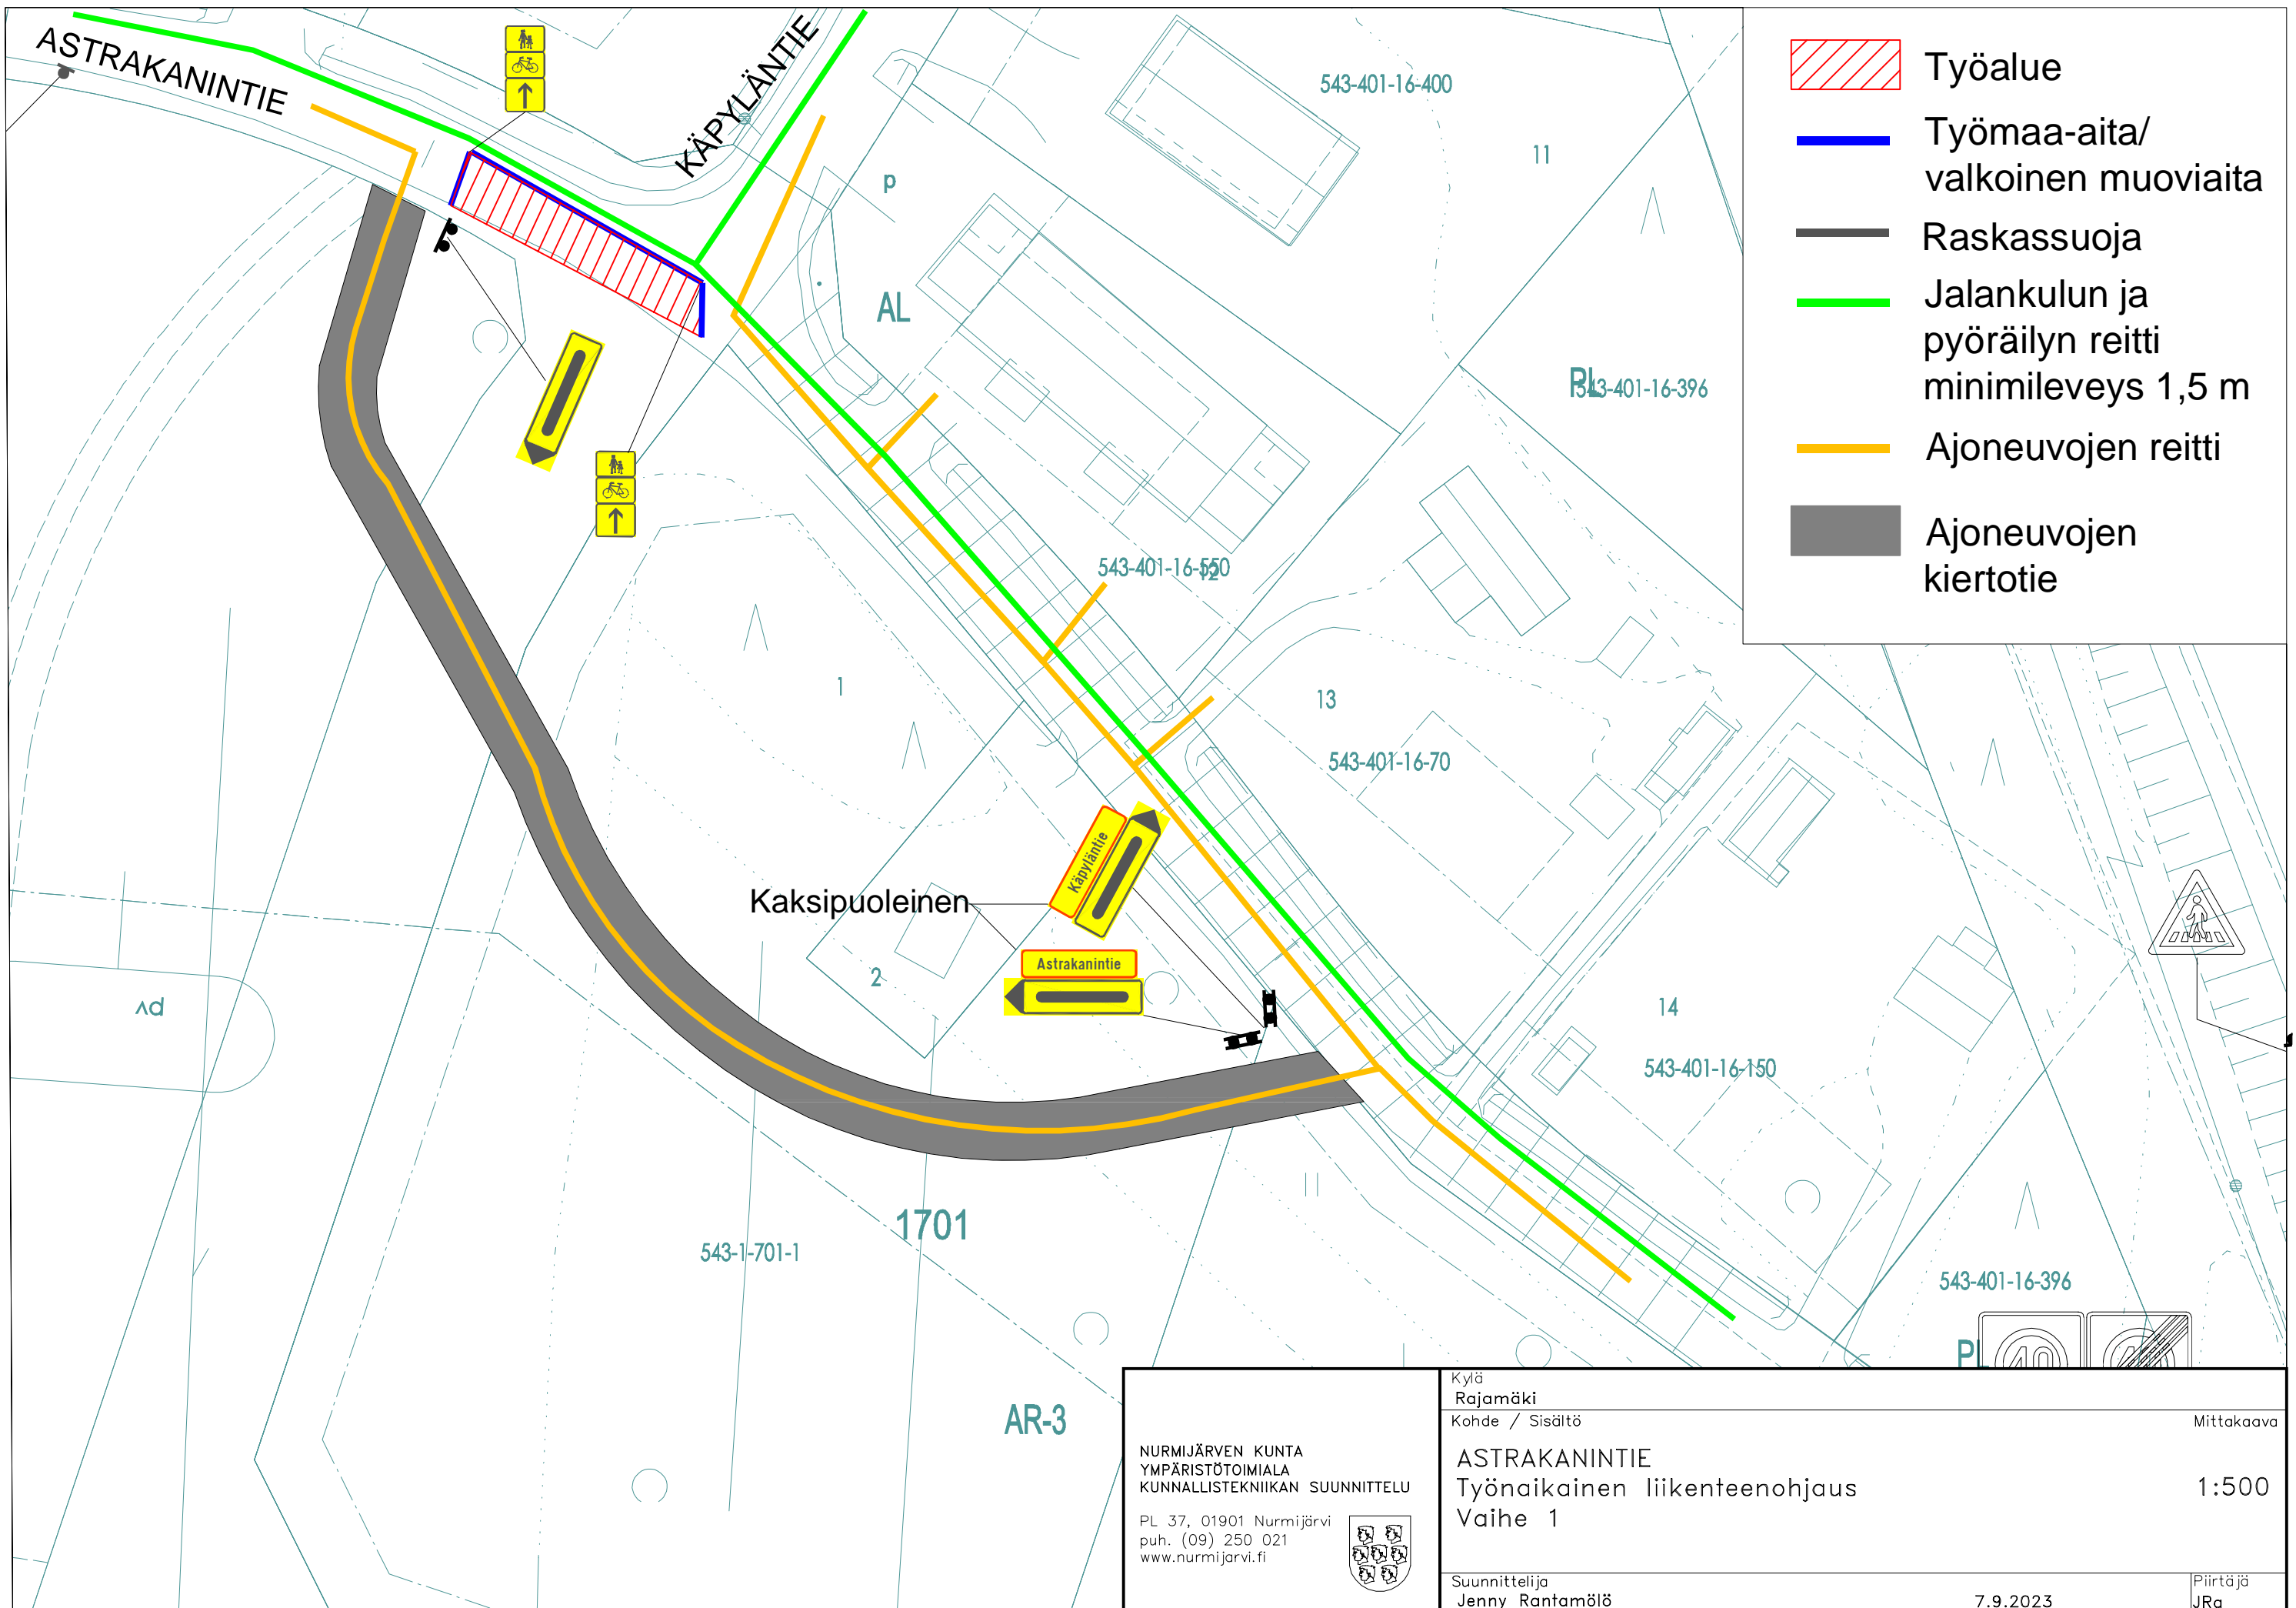 ASTRAKANINTIE
KÄPYLÄNTIE
543-401-16-400
11
p
AL
PL
543-401-16-396
543-401-16-550
1
13
543-401-16-70
Käpyläntie
Kaksipuoleinen
Astrakanintie
2
14
543-401-16-150
1701
543-1-701-1
543-401-16-396
PL
AR-3
Työalue
Työmaa-aita/
valkoinen muoviaita
Raskassuoja
Jalankulun ja
pyöräilyn reitti
minimileveys 1,5 m
Ajoneuvojen reitti
Ajoneuvojen
kiertotie
NURMIJÄRVEN KUNTA
YMPÄRISTÖTOIMIALA
KUNNALLISTEKNIIKAN SUUNNITTELU
PL 37, 01901 Nurmijärvi
puh. (09) 250 021
www.nurmijarvi.fi
Kylä
Rajamäki
Kohde / Sisältö
Mittakaava
ASTRAKANINTIE
Työnaikainen liikenteenohjaus
1:500
Vaihe 1
Suunnittelija
Jenny Rantamölö
7.9.2023
Piirtäjä
JRa